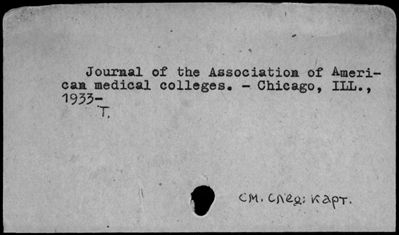 Journal of the Association of Ameri-
can medical colleges. - Chicago, ILL.,
1933-
T.
см. след: карт.